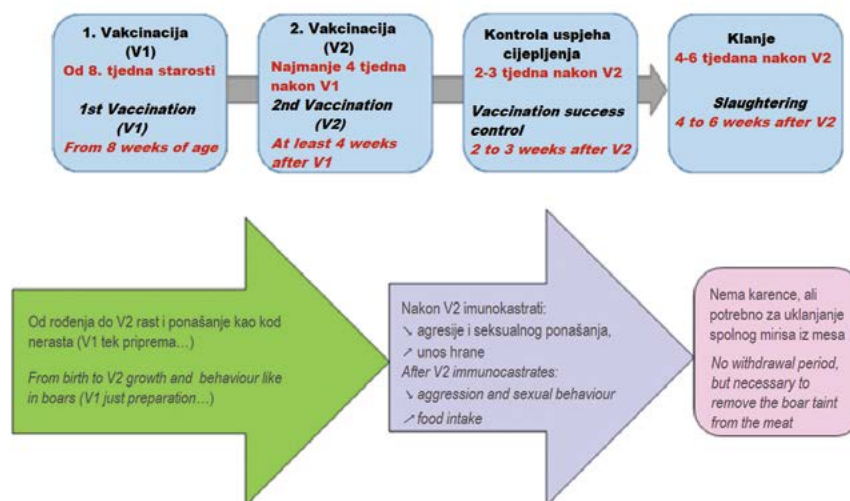 1. Vakcinacija
(V1)
Od 8. tjedna starosti
1st Vaccination
(V1)
From 8 weeks of age
2. Vakcinacija
(V2)
Najmanje 4 tjedna
nakon V1
2nd Vaccination
(V2)
At least 4 weeks
after V1
Kontrola uspjeha
cijepljenja
2-3 tjedna nakon V2
Vaccination success
control
2 to 3 weeks after V2
Klanje
4-6 tjedana nakon V2
Slaughtering
4 to 6 weeks after V2
Od rođenja do V2 rast i ponašanje kao kod
nerasta (V1 tek priprema…)
From birth to V2 growth and behaviour like
in boars (V1 just preparation…)
Nakon V2 imunokastrati:
↘ agresije i seksualnog ponašanja,
↗ unos hrane
After V2 immunocastrates:
↘ aggression and sexual behaviour
↗ food intake
Nema karence, ali
potrebno za uklanjanje
spolnog mirisa iz mesa
No withdrawal period,
but necessary to
remove the boar taint
from the meat